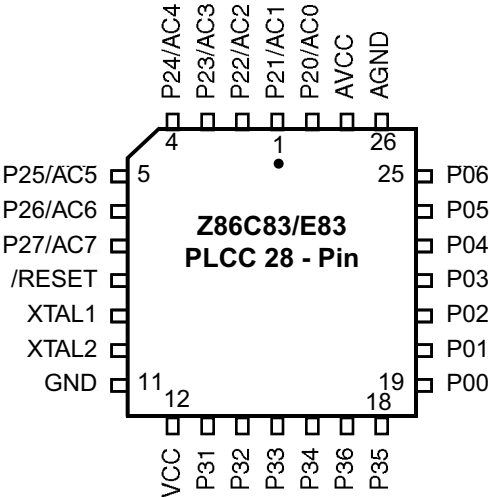 P24/AC4
P23/AC3
P22/AC2
P21/AC1
P20/AC0
AVCC
AGND
4
1
26
P25/AC5
5
25
P06
P26/AC6
P05
P27/AC7
P04
/RESET
P03
XTAL1
P02
XTAL2
P01
GND
11
19
P00
Z86C83/E83
PLCC 28 - Pin
12
18
VCC
P31
P32
P33
P34
P36
P35